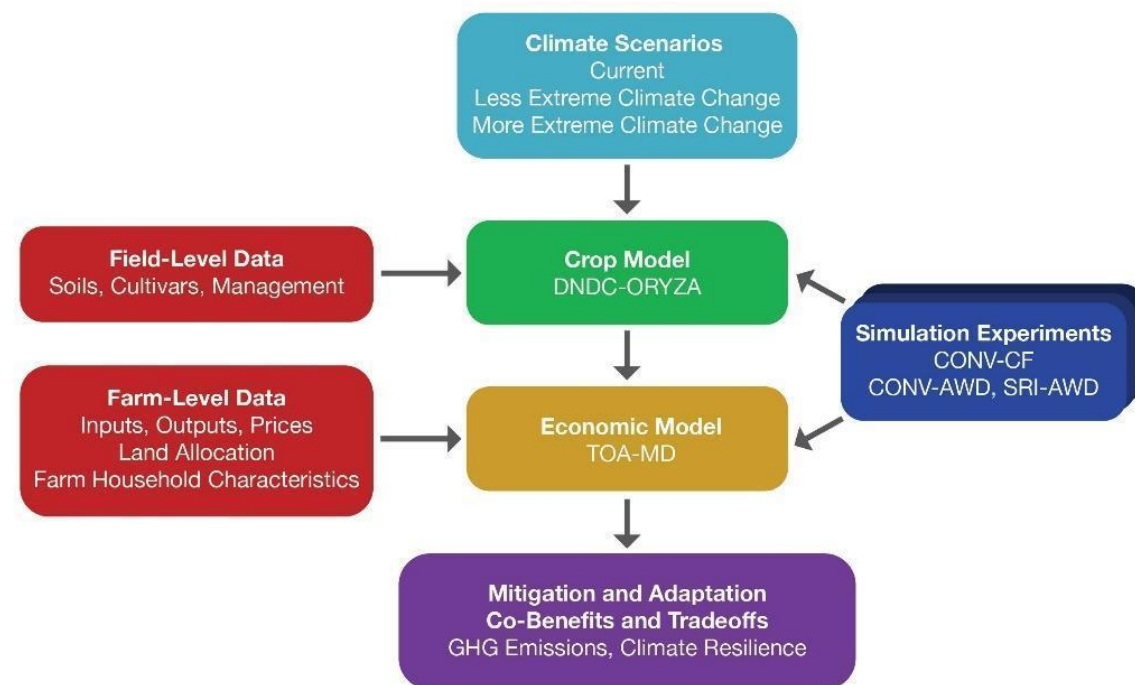 Climate Scenarios
Current
Less Extreme Climate Change
More Extreme Climate Change
Field-Level Data
Soils, Cultivars, Management
Crop Model
DNDC-ORYZA
Simulation Experiments
CONV-CF
CONV-AWD, SRI-AWD
Farm-Level Data
Inputs, Outputs, Prices
Land Allocation
Farm Household Characteristics
Economic Model
TOA-MD
Mitigation and Adaptation
Co-Benefits and Tradeoffs
GHG Emissions, Climate Resilience